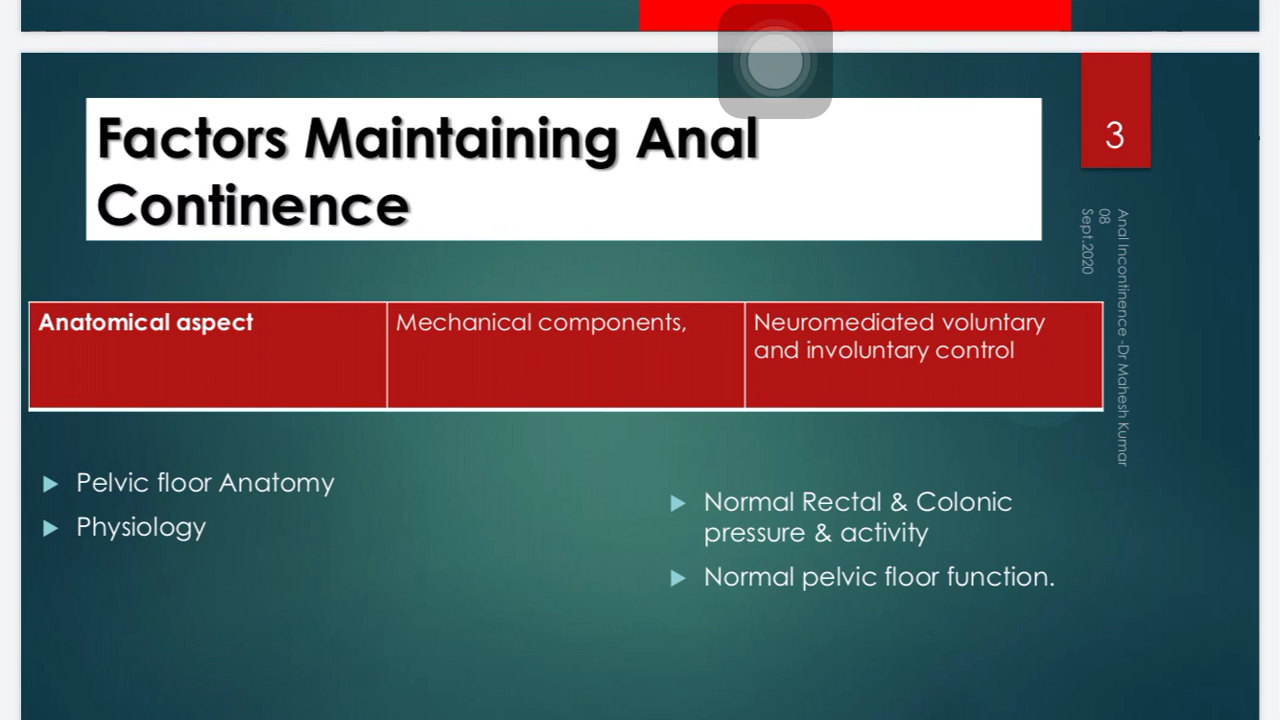 Factors Maintaining Anal
Continence
3
Anal Incontinence -Dr Mahesh Kumar
08
Sept.2020
Anatomical aspect
Mechanical components,
Neuromediated voluntary
and involuntary control
Pelvic floor Anatomy
Physiology
Normal Rectal & Colonic
pressure & activity
Normal pelvic floor function.